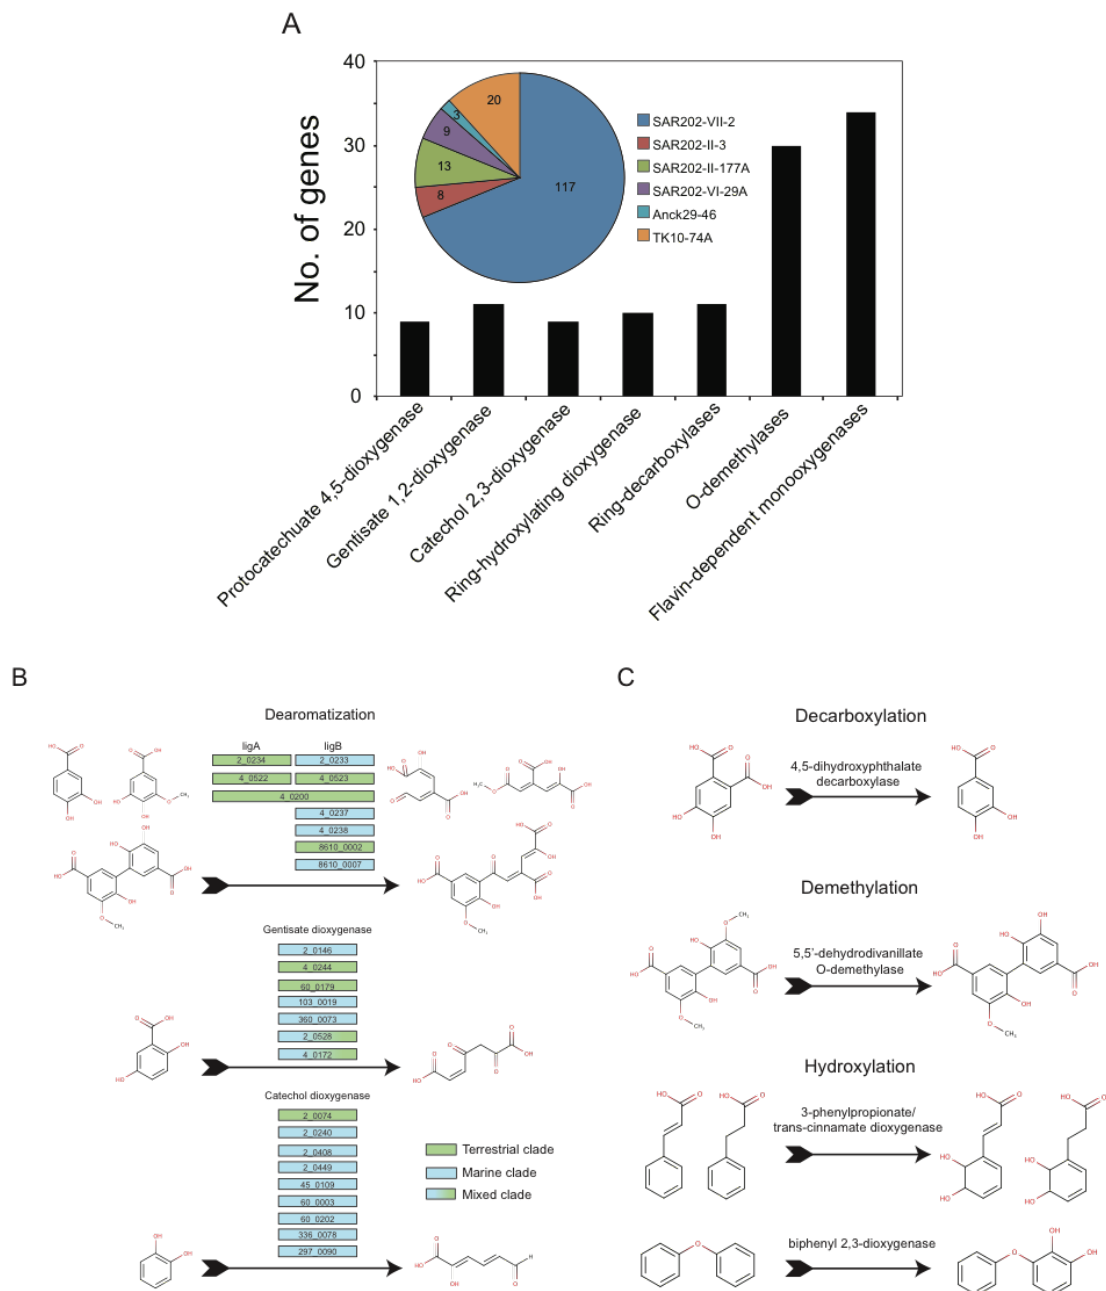 A
40
30
20
10
0
No. of genes
20
3
9
13
8
117
SAR202-VII-2
SAR202-II-3
SAR202-II-177A
SAR202-VI-29A
Anck29-46
TK10-74A
Protocatechuate 4,5-dioxygenase
Gentisate 1,2-dioxygenase
Catechol 2,3-dioxygenase
Ring-hydroxylating dioxygenase
Ring-decarboxylases
O-demethylases
Flavin-dependent monooxygenases
B
Dearomatization
ligA
ligB
2_0234
2_0233
4_0522
4_0523
4_0200
4_0237
4_0238
8610_0002
8610_0007
Gentisate dioxygenase
2_0146
4_0244
60_0179
103_0019
360_0073
2_0528
4_0172
Catechol dioxygenase
2_0074
2_0240
2_0408
2_0449
45_0109
60_0003
60_0202
336_0078
297_0090
Terrestrial clade
Marine clade
Mixed clade
C
Decarboxylation
4,5-dihydroxyphthalate
decarboxylase
Demethylation
5,5'-dehydrodivanillate
O-demethylase
Hydroxylation
3-phenylpropionate/
trans-cinnamate dioxygenase
biphenyl 2,3-dioxygenase